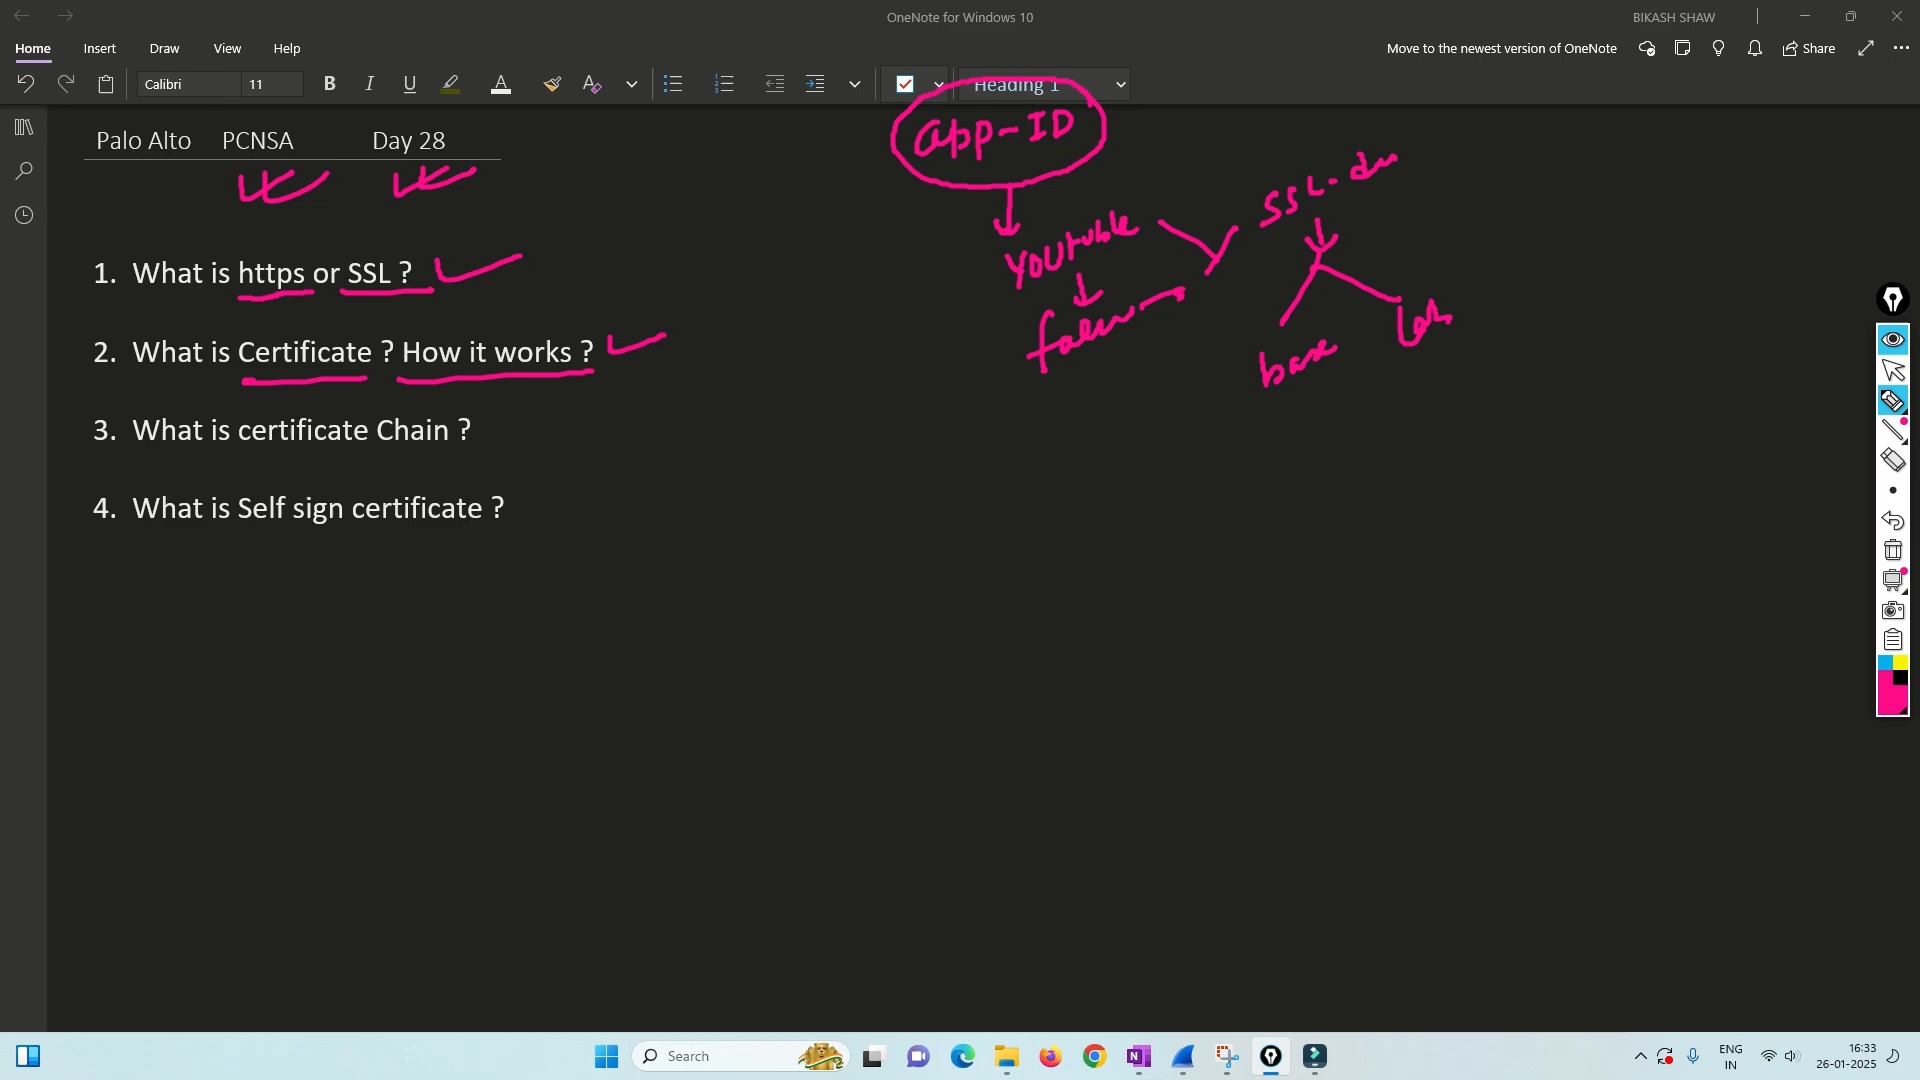 OneNote for Windows 10
BIKASH SHAW
Home Insert Draw View Help
Move to the newest version of OneNote
Share
Calibri 11 B I U A A Heading 1
app-ID
Palo Alto PCNSA Day 28
SSL-
YOUtuble
1. What is https or SSL ?
2. What is Certificate ? How it works ?
base
3. What is certificate Chain ?
4. What is Self sign certificate ?
Search
ENG
IN
16:33
26-01-2025